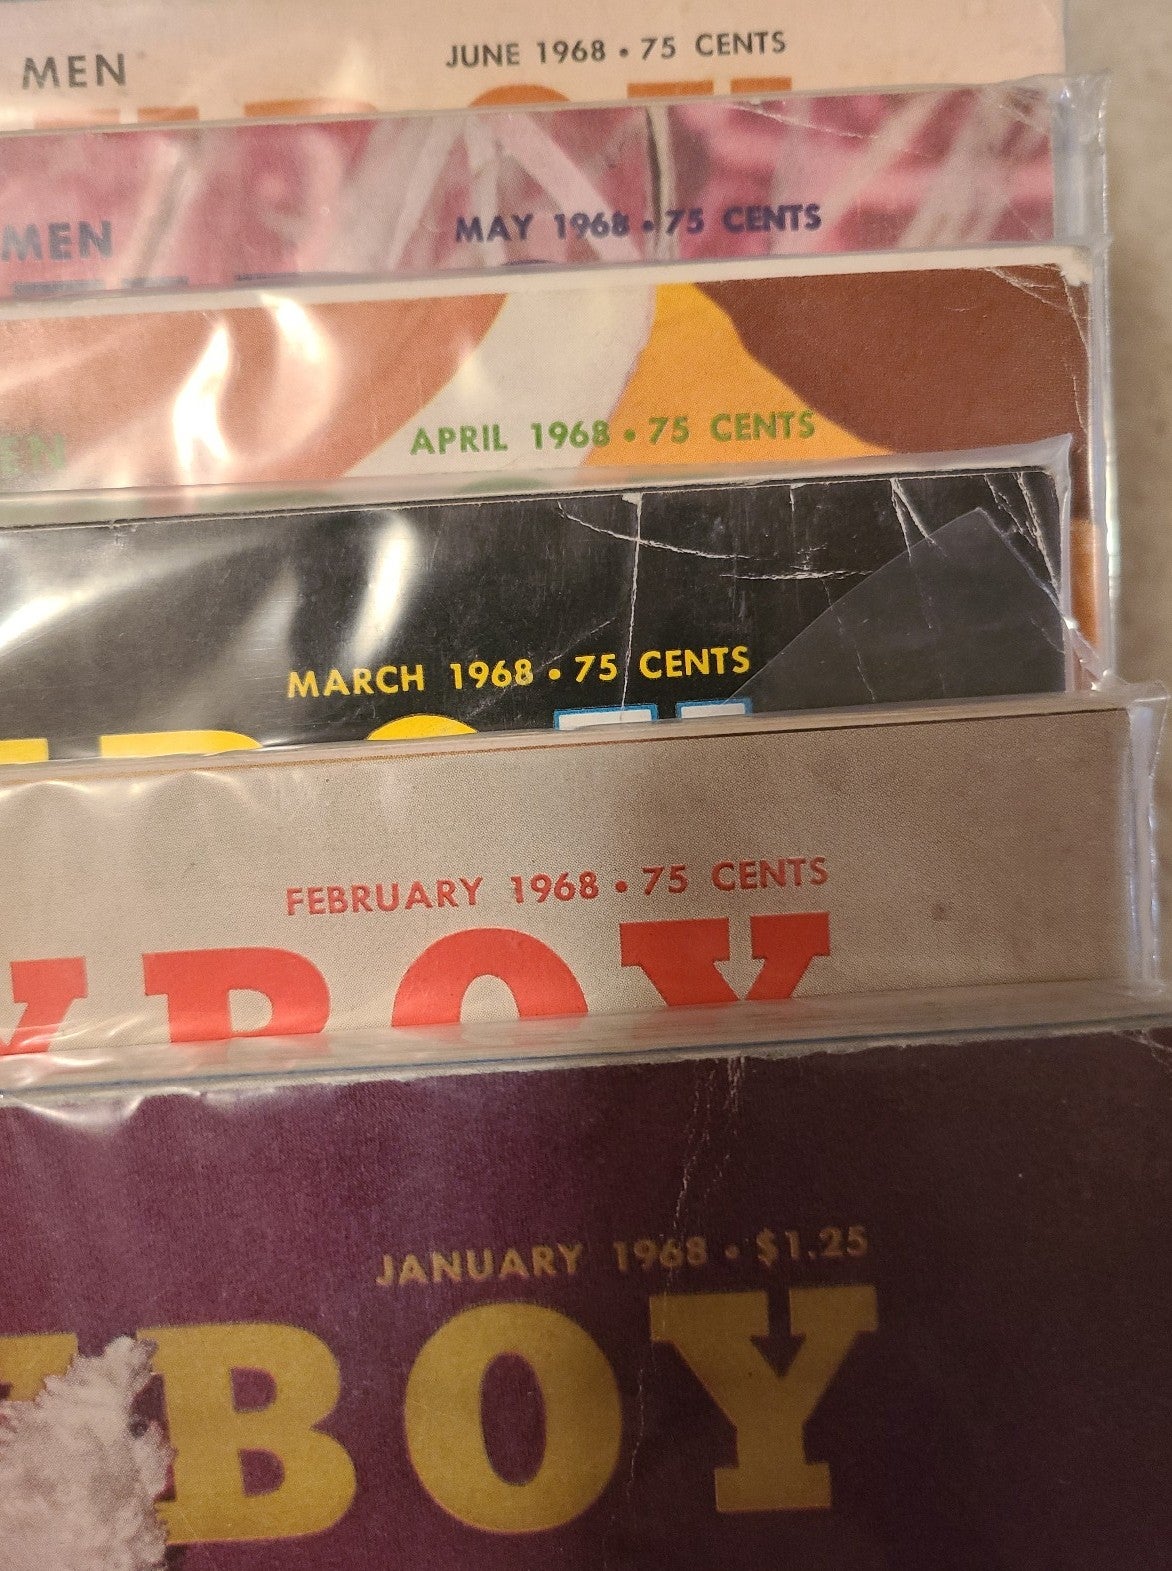 MEN JUNE 1968 • 75 CENTS
MEN MAY 1968 • 75 CENTS
APRIL 1968 • 75 CENTS
MARCH 1968 • 75 CENTS
FEBRUARY 1968 • 75 CENTS
YBOY
JANUARY 1968 • $1.25
BOY